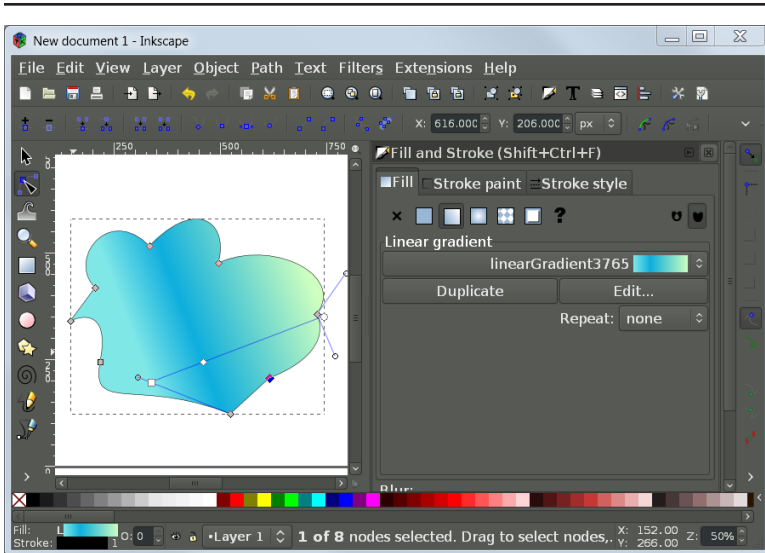 New document 1 - Inkscape
File Edit View Layer Object Path Text Filters Extensions Help
X: 616.000 Y: 206.000 px
250 500 750
Fill and Stroke (Shift+Ctrl+F)
Fill Stroke paint Stroke style
?
Linear gradient
linearGradient3765
Duplicate Edit...
Repeat: none
Blur:
Fill: L O: 0 Layer 1 1 of 8 nodes selected. Drag to select nodes,. X: 152.00 Z: 50%
Stroke: 1 Y: 266.00